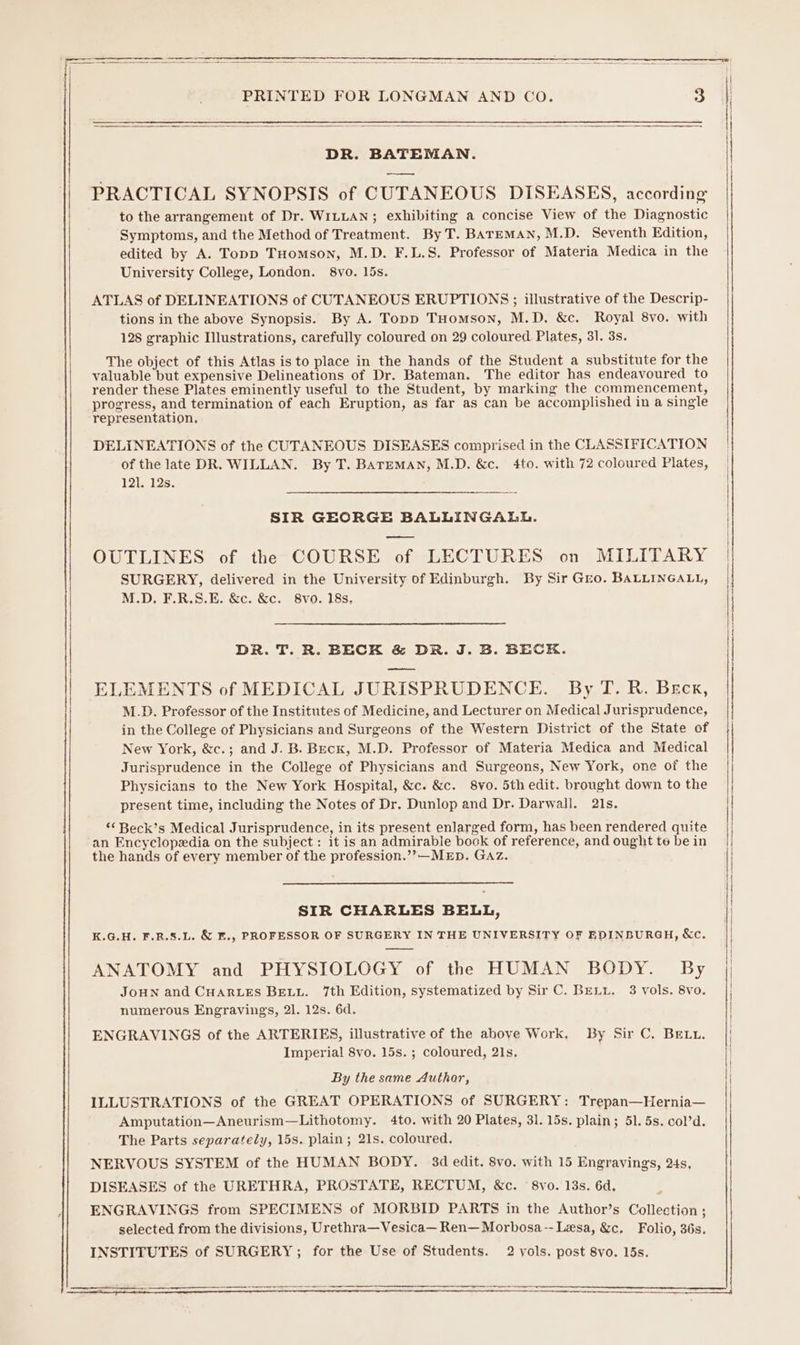 PRINTED FOR LONGMAN AND CO. 3
DR. BATEMAN.
PRACTICAL SYNOPSIS of CUTANEOUS DISEASES, according
to the arrangement of Dr. WILLAN; exhibiting a concise View of the Diagnostic
Symptoms, and the Method of Treatment. By T. BATEMAN, M.D. Seventh Edition,
edited by A. TODD THOMSON, M.D. F.L.S. Professor of Materia Medica in the
University College, London. 8vo. 15s.
ATLAS of DELINEATIONS of CUTANEOUS ERUPTIONS; illustrative of the Descrip-
tions in the above Synopsis. By A. TODD THOMSON, M.D. &c. Royal 8vo. with
128 graphic Illustrations, carefully coloured on 29 coloured Plates, 3l. 3s.
The object of this Atlas is to place in the hands of the Student a substitute for the
valuable but expensive Delineations of Dr. Bateman. The editor has endeavoured to
render these Plates eminently useful to the Student, by marking the commencement,
progress, and termination of each Eruption, as far as can be accomplished in a single
representation.
DELINEATIONS of the CUTANEOUS DISEASES comprised in the CLASSIFICATION
of the late DR. WILLAN. By T. BATEMAN, M.D. &c. 4to. with 72 coloured Plates,
12l. 12s.
SIR GEORGE BALLINGALL.
OUTLINES of the COURSE of LECTURES on MILITARY
SURGERY, delivered in the University of Edinburgh. By Sir GEO. BALLINGALL,
M.D. F.R.S.E. &c. &c. 8vo. 18s.
DR. T. R. BECK & DR. J. B. BECK.
ELEMENTS of MEDICAL JURISPRUDENCE. By T. R. BECK,
M.D. Professor of the Institutes of Medicine, and Lecturer on Medical Jurisprudence,
in the College of Physicians and Surgeons of the Western District of the State of
New York, &c.; and J. B. BECK, M.D. Professor of Materia Medica and Medical
Jurisprudence in the College of Physicians and Surgeons, New York, one of the
Physicians to the New York Hospital, &c. &c. 8vo. 5th edit. brought down to the
present time, including the Notes of Dr. Dunlop and Dr. Darwall. 21s.
“Beck’s Medical Jurisprudence, in its present enlarged form, has been rendered quite
an Encyclopædia on the subject: it is an admirable book of reference, and ought to be in
the hands of every member of the profession.”—MED. GAZ.
SIR CHARLES BELL,
K.G.H. F.R.S.L. & E., PROFESSOR OF SURGERY IN THE UNIVERSITY OF EDINBURGH, &c.
ANATOMY and PHYSIOLOGY of the HUMAN BODY. By
JOHN and CHARLES BELL. 7th Edition, systematized by Sir C. BELL. 3 vols. 8vo.
numerous Engravings, 2l. 12s. 6d.
ENGRAVINGS of the ARTERIES, illustrative of the above Work. By Sir C. BELL.
Imperial 8vo. 15s.; coloured, 21s.
By the same Author,
ILLUSTRATIONS of the GREAT OPERATIONS of SURGERY: Trepan—Hernia—
Amputation—Aneurism—Lithotomy. 4to. with 20 Plates, 3l. 15s. plain; 5l. 5s. col’d.
The Parts separately, 15s. plain; 21s. coloured.
NERVOUS SYSTEM of the HUMAN BODY. 3d edit. 8vo. with 15 Engravings, 24s.
DISEASES of the URETHRA, PROSTATE, RECTUM, &c. 8vo. 13s. 6d.
ENGRAVINGS from SPECIMENS of MORBID PARTS in the Author’s Collection;
selected from the divisions, Urethra—Vesica—Ren—Morbosa--Læsa, &c. Folio, 36s.
INSTITUTES of SURGERY; for the Use of Students. 2 vols. post 8vo. 15s.